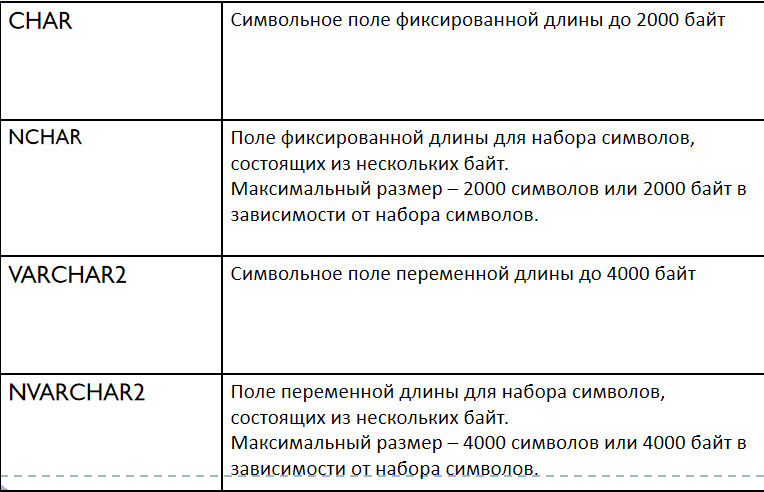 CHAR
Символьное поле фиксированной длины до 2000 байт
NCHAR
Поле фиксированной длины для набора символов,
состоящих из нескольких байт.
Максимальный размер – 2000 символов или 2000 байт в
зависимости от набора символов.
VARCHAR2
Символьное поле переменной длины до 4000 байт
NVARCHAR2
Поле переменной длины для набора символов,
состоящих из нескольких байт.
Максимальный размер – 4000 символов или 4000 байт в
зависимости от набора символов.